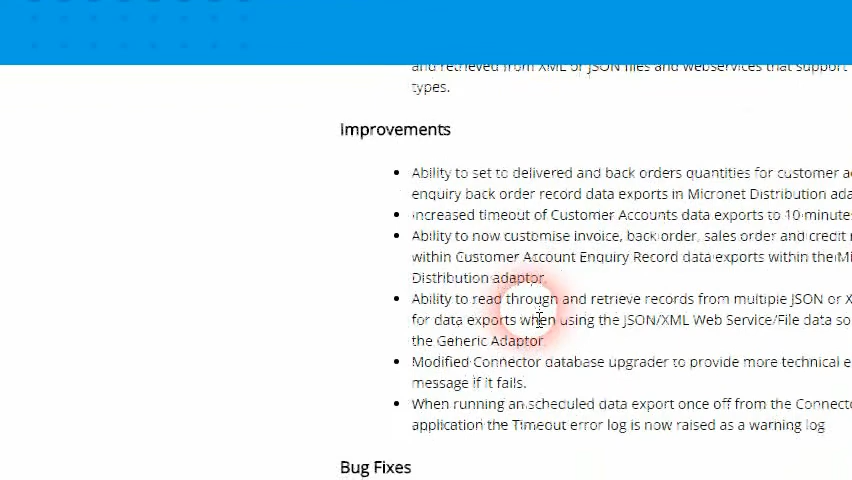 and retrieved from XML or JSON files and webservices that support
types.
Improvements
Ability to set to delivered and back orders quantities for customer
enquiry back order record data exports in Micronet Distribution
Increased timeout of Customer Accounts data exports to 10 minute
Ability to now customise invoice, back order, sales order and credit
within Customer Account Enquiry Record data exports within the
Distribution adaptor.
Ability to read through and retrieve records from multiple JSON or
for data exports when using the JSON/XML Web Service/File data
the Generic Adaptor.
Modified Connector database upgrader to provide more technical
message if it fails.
When running an scheduled data export once off from the
application the Timeout error log is now raised as a warning log
Bug Fixes